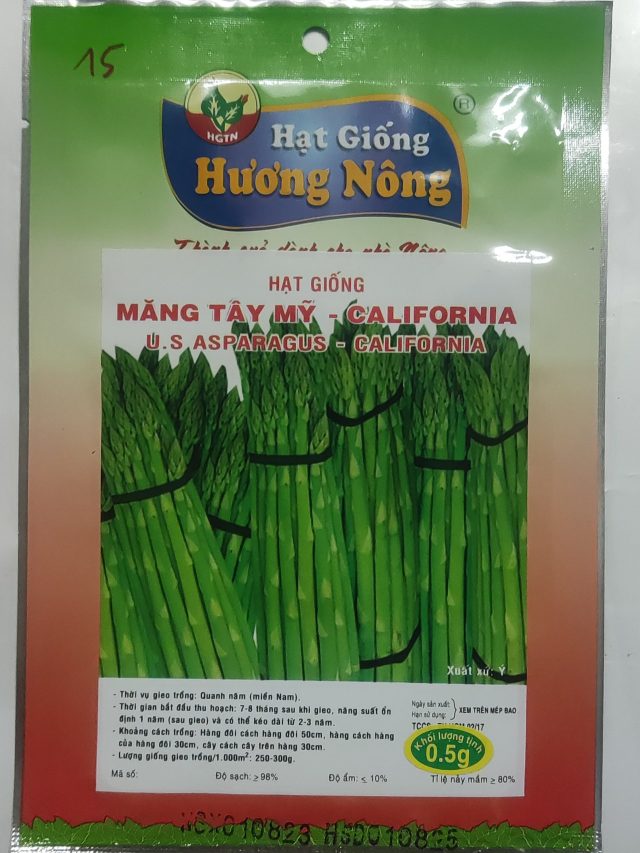 15
HGTN
®
Hạt Giống
Hương Nông
HẠT GIỐNG
MĂNG TÂY MỸ - CALIFORNIA
U.S ASPARAGUS - CALIFORNIA
Xuất xứ: Ý
- Thời vụ gieo trồng: Quanh năm (miền Nam).
- Thời gian bắt đầu thu hoạch: 7-8 tháng sau khi gieo, năng suất ổn
định 1 năm (sau gieo) và có thể kéo dài từ 2-3 năm.
- Khoảng cách trồng: Hàng đôi cách hàng đôi 50cm, hàng cách hàng
của hàng đôi 30cm, cây cách cây trên hàng 30cm.
- Lượng giống gieo trồng/1.000m²: 250-300g.
Ngày sản xuất:
Hạn sử dụng:
XEM TRÊN MÉP BAO
Khối lượng tịnh
0.5g
Mã số: Độ sạch: ≥98% Độ ẩm: ≤ 10% Tỉ lệ nảy mầm ≥ 80%
NSX010823 HSD010825